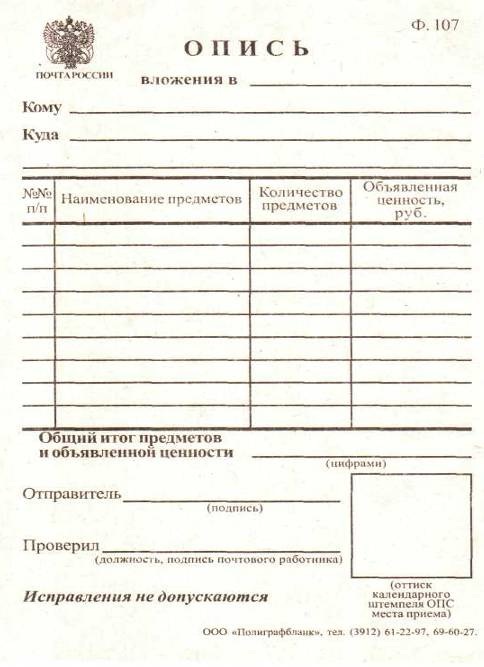 Ф. 107
ПОЧТА РОССИИ
ОПИСЬ
вложения в
Кому
Куда
№№ п/п
Наименование предметов
Количество предметов
Объявленная ценность, руб.
Общий итог предметов
и объявленной ценности
(цифрами)
Отправитель
(подпись)
Проверил
(должность, подпись почтового работника)
Исправления не допускаются
(оттиск
календарного
штемпеля ОПС
места приема)
ООО «Полиграфбланк», тел. (3912) 61-22-97, 69-60-27.